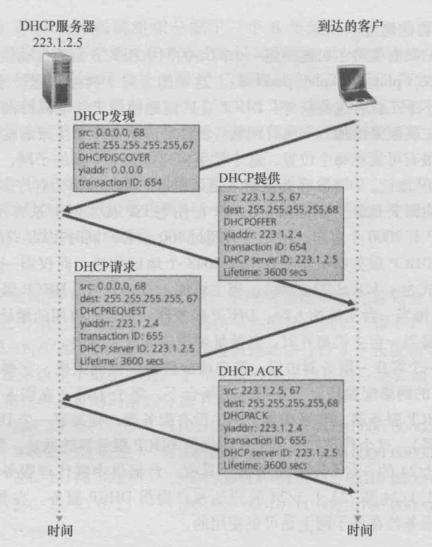 DHCP服务器
223.1.2.5
到达的客户
DHCP发现
src: 0.0.0.0, 68
dest: 255.255.255.255,67
DHCPDISCOVER
yiaddr: 0.0.0.0
transaction ID: 654
DHCP提供
src: 223.1.2.5, 67
dest: 255.255.255.255,68
DHCPOFFER
yiaddr: 223.1.2.4
transaction ID: 654
DHCP server ID: 223.1.2.5
Lifetime: 3600 secs
DHCP请求
src: 0.0.0.0, 68
dest: 255.255.255.255, 67
DHCPREQUEST
yiaddr: 223.1.2.4
transaction ID: 655
DHCP server ID: 223.1.2.5
Lifetime: 3600 secs
DHCP ACK
src: 223.1.2.5, 67
dest: 255.255.255.255,68
DHCPACK
yiaddr: 223.1.2.4
transaction ID: 655
DHCP server ID: 223.1.2.5
Lifetime: 3600 secs
时间
时间